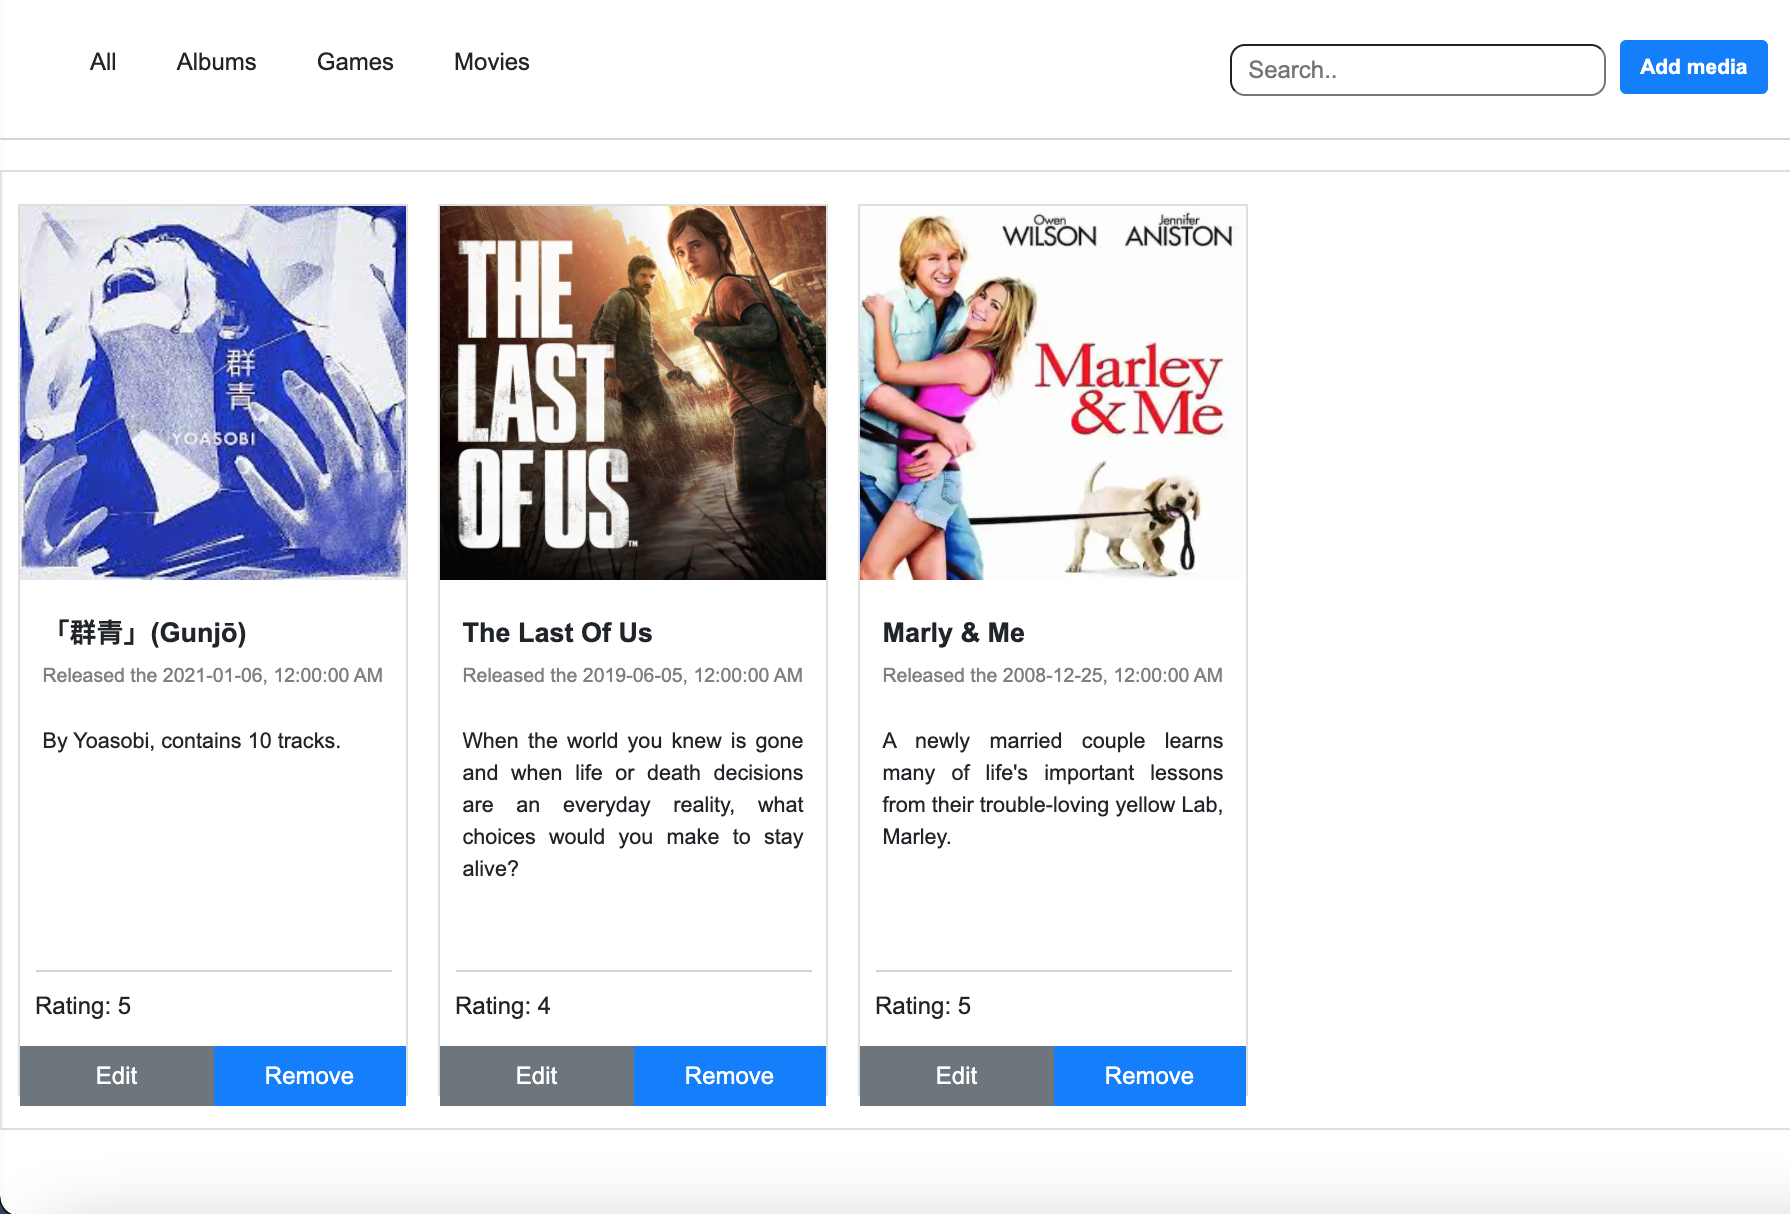 All Albums Games Movies
Search..
Add media
群青
YOASOBI
THE
LAST
OF US
™
Owen
WILSON
Jennifer
ANISTON
Marley
& Me
「群青」(Gunjō)
Released the 2021-01-06, 12:00:00 AM
By Yoasobi, contains 10 tracks.
Rating: 5
Edit
Remove
The Last Of Us
Released the 2019-06-05, 12:00:00 AM
When the world you knew is gone
and when life or death decisions
are an everyday reality, what
choices would you make to stay
alive?
Rating: 4
Edit
Remove
Marly & Me
Released the 2008-12-25, 12:00:00 AM
A newly married couple learns
many of life's important lessons
from their trouble-loving yellow Lab,
Marley.
Rating: 5
Edit
Remove